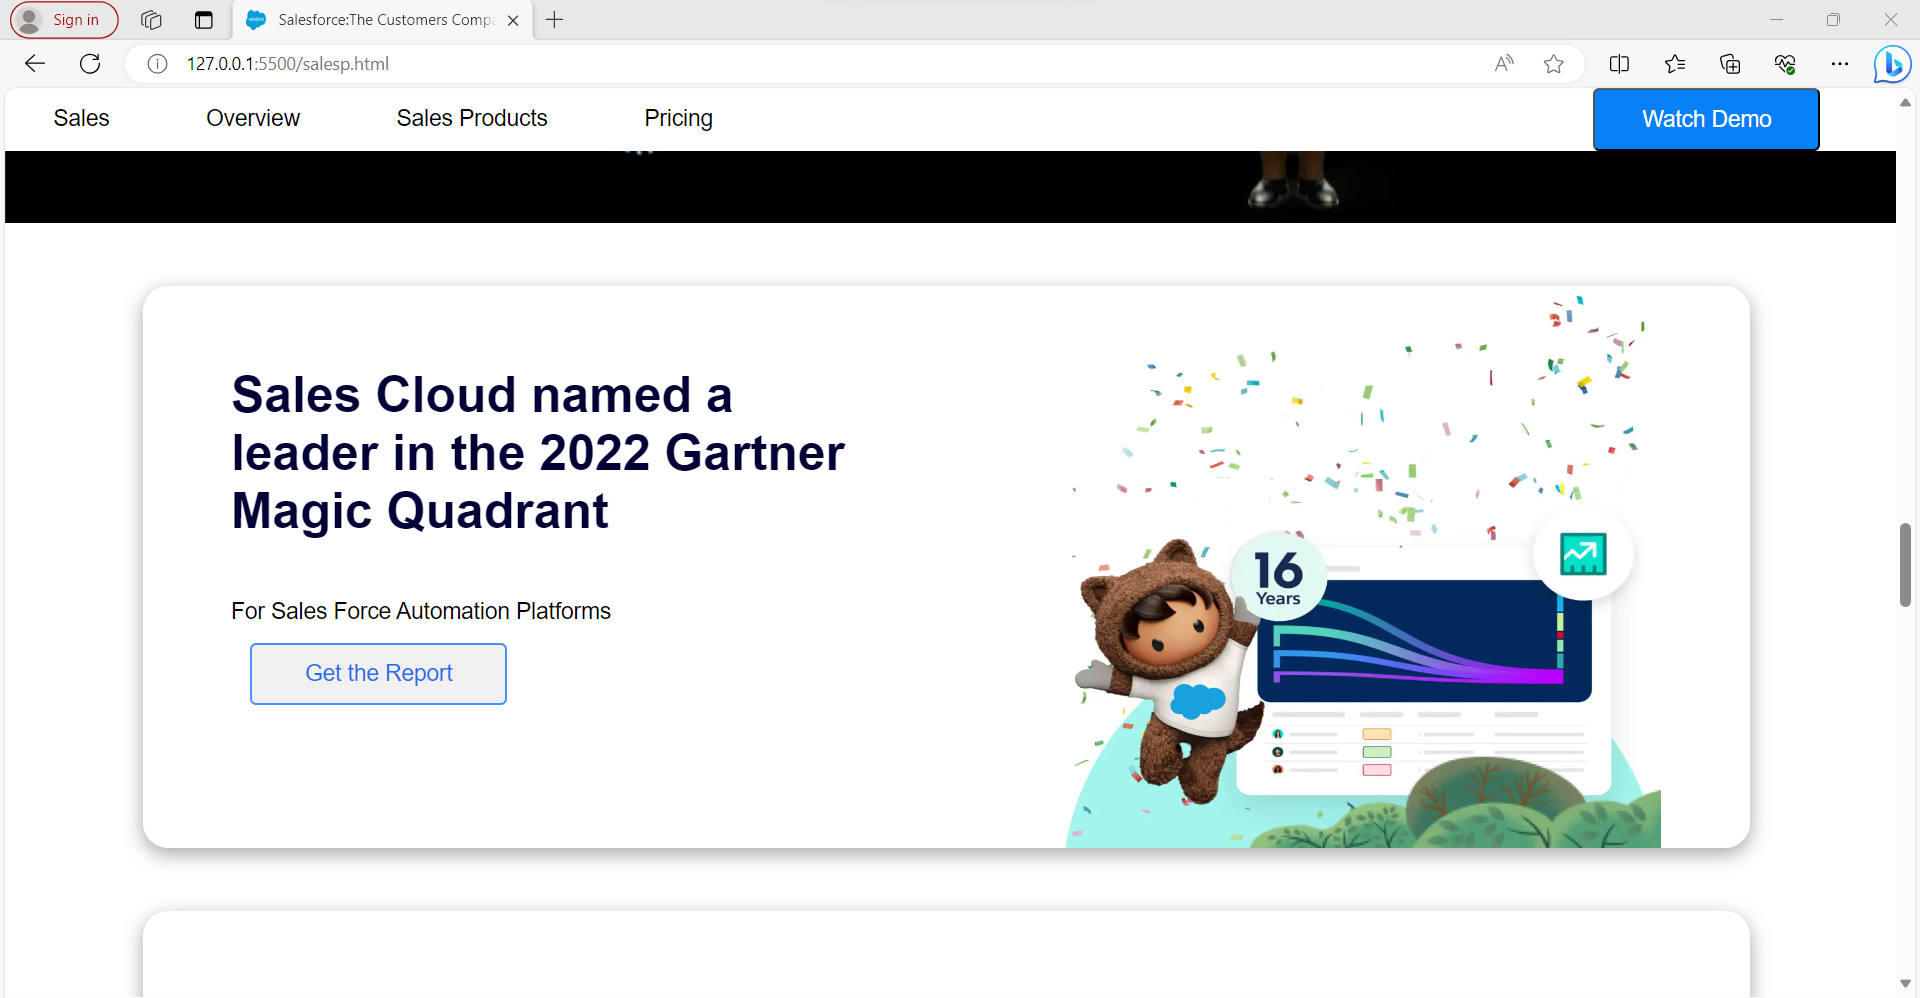 Sign in
Salesforce:The Customers Compa
127.0.0.1:5500/salesp.html
Sales
Overview
Sales Products
Pricing
Watch Demo
Sales Cloud named a
leader in the 2022 Gartner
Magic Quadrant
For Sales Force Automation Platforms
Get the Report
16
Years